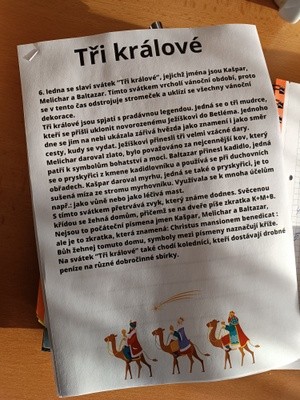 Tři králové
6. ledna se slaví svátek "Tři králové", jejichž jména jsou Kašpar,
Melichar a Baltazar. Tímto svátkem vrcholí vánoční období, proto
se v tento čas odstrojuje stromeček a uklízí se všechny vánoční
dekorace.
Tři králové jsou spjati s pradávnou legendou. Jedná se o tři mudrce,
kteří se přišli uklonit novorozenému Ježíškovi do Betléma. Jednoho
dne se jim na nebi ukázala zářivá hvězda jako znamení i jako směr
cesty, kudy se vydat. Ježíškovi přinesli tři velmi vzácné dary.
Melichar daroval zlato, bylo považováno za nejcennější kov, který
patří k symbolům bohatství a moci. Baltazar přinesl kadidlo, jedná
se o pryskyřici z kmene kadidlovníku a používá se při duchovních
obřadech. Kašpar daroval myrhu, jedná se také o pryskyřici, je to
sušená míza ze stromu myrhovníku. Využívala se k mnoha účelům
např.: jako vůně nebo jako léčivá mast.
S tímto svátkem přetrvává zvyk, který známe dodnes. Svěcenou
křídou se žehná domům, přičemž se na dveře píše zkratka K+M+B.
Nejsou to počáteční písmena jmen Kašpar, Melichar a Baltazar,
ale je to zkratka, která znamená: Christus mansionem benedicat :
Bůh žehnej tomuto domu, symboly mezi písmeny naznačují kříže.
Na svátek "Tři králové" také chodí koledníci, kteří dostávají drobné
peníze na různé dobročinné sbírky.